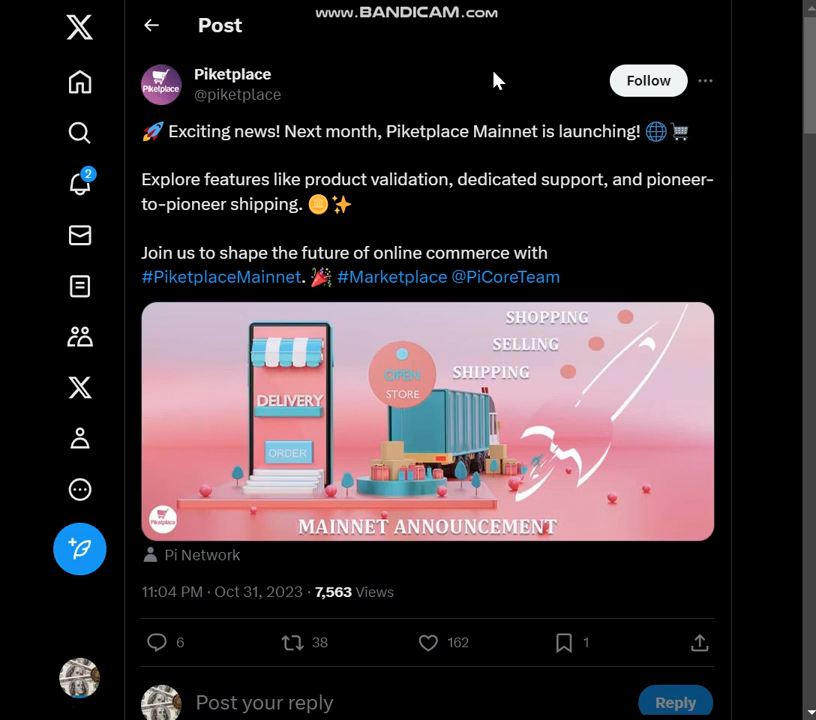 www.BANDICAM.com
Post
Piketplace
@piketplace
Follow
🚀 Exciting news! Next month, Piketplace Mainnet is launching! 🌐🛒
Explore features like product validation, dedicated support, and pioneer-
to-pioneer shipping. 🪙✨
Join us to shape the future of online commerce with
#PiketplaceMainnet. 🎉 #Marketplace @PiCoreTeam
SHOPPING
SELLING
SHIPPING
OPEN
STORE
DELIVERY
ORDER
Piketplace
MAINNET ANNOUNCEMENT
Pi Network
11:04 PM · Oct 31, 2023 · 7,563 Views
6 38 162 1
Post your reply
Reply
2
Piketplace